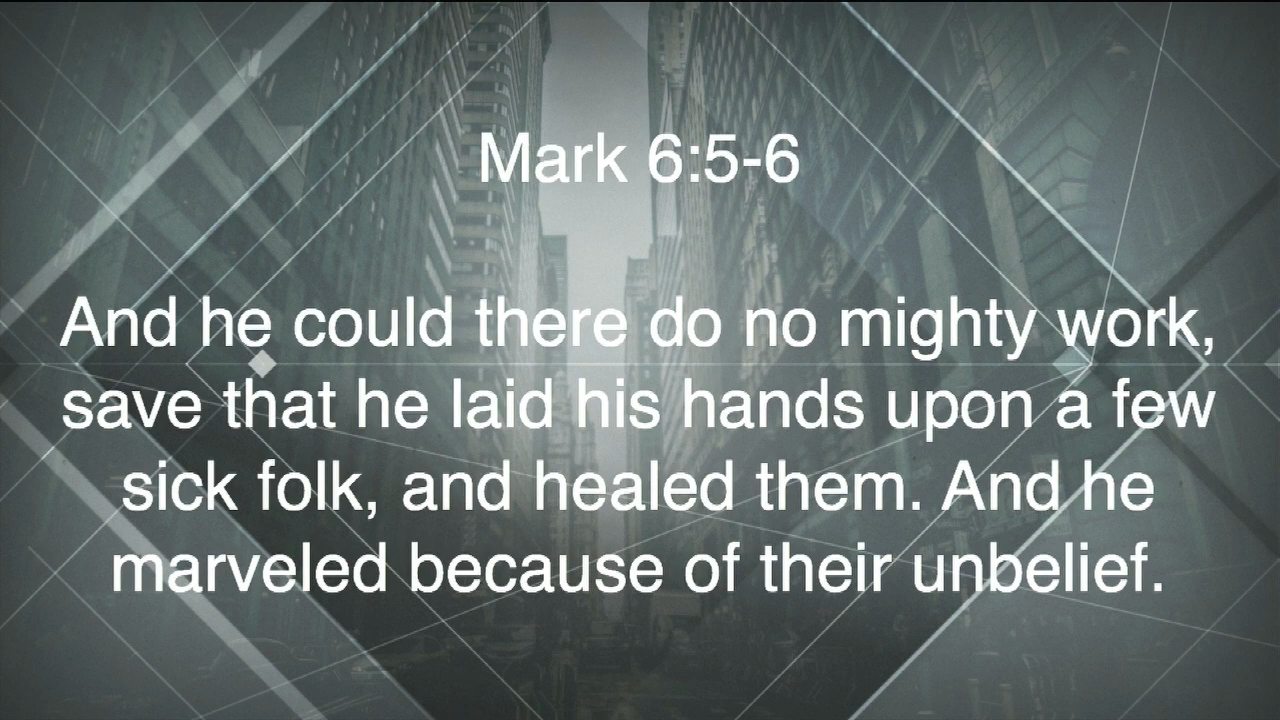 Mark 6:5-6
And he could there do no mighty work,
save that he laid his hands upon a few
sick folk, and healed them. And he
marveled because of their unbelief.